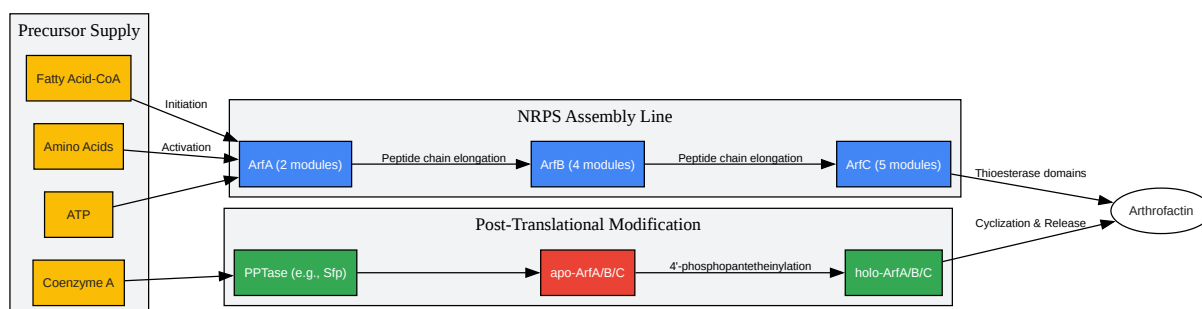 Precursor Supply
Fatty Acid-CoA
Initiation
NRPS Assembly Line
Amino Acids
Activation
ArfA (2 modules)
Peptide chain elongation
ArfB (4 modules)
Peptide chain elongation
ArfC (5 modules)
Thioesterase domains
ATP
Arthrofactin
Post-Translational Modification
Cyclization & Release
Coenzyme A
PPTase (e.g., Sfp)
apo-ArfA/B/C
4'-phosphopantetheinylation
holo-ArfA/B/C